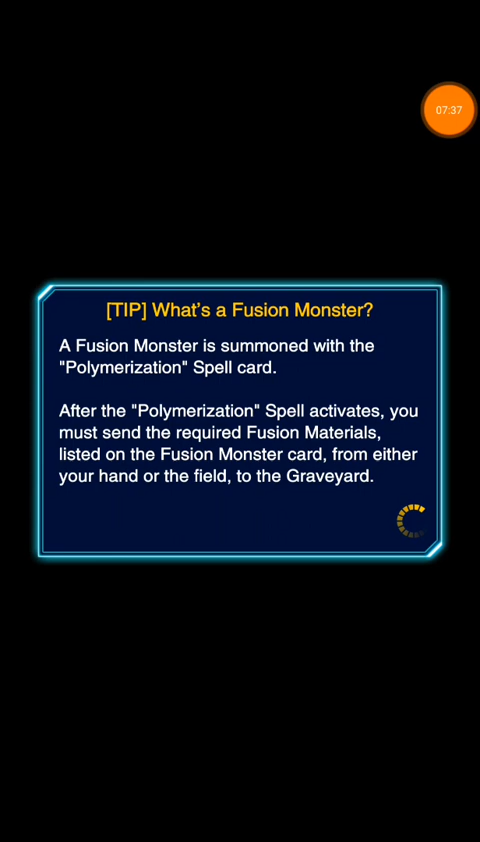 07:37
[TIP] What's a Fusion Monster?
A Fusion Monster is summoned with the
"Polymerization" Spell card.
After the "Polymerization" Spell activates, you
must send the required Fusion Materials,
listed on the Fusion Monster card, from either
your hand or the field, to the Graveyard.